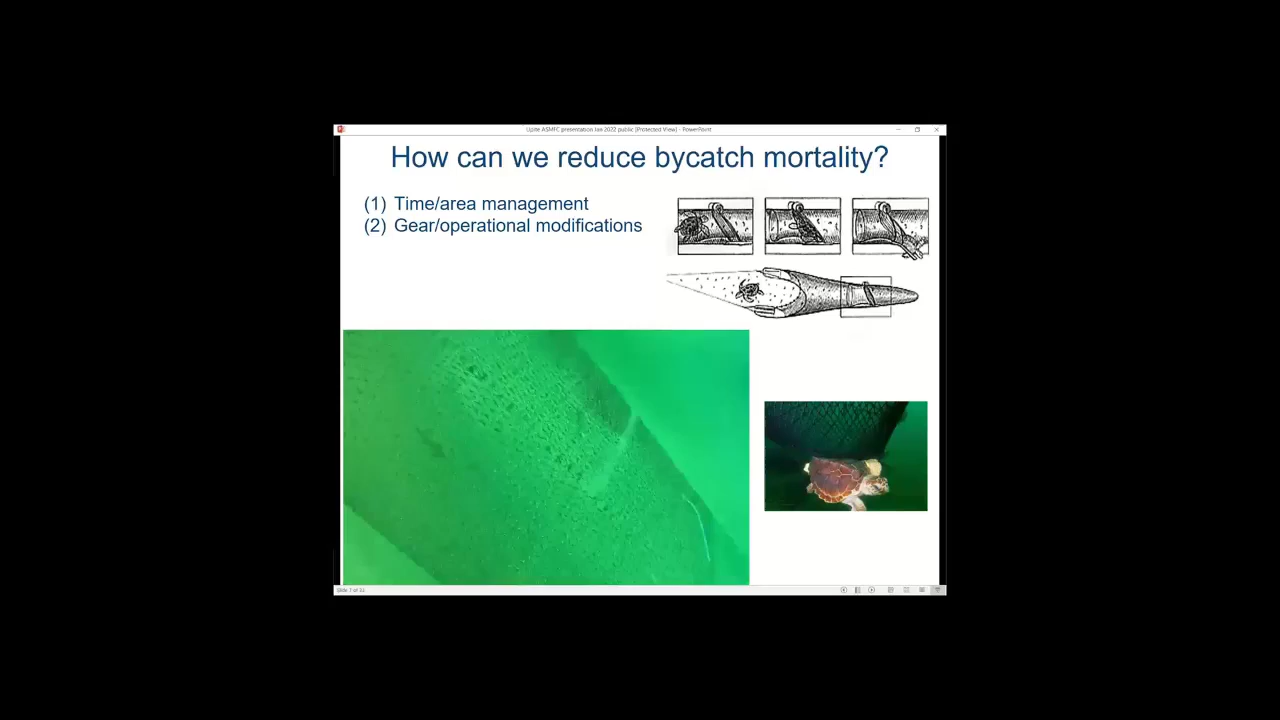 Upite ASMFC presentation Jan 2022 public [Protected View] - PowerPoint
How can we reduce bycatch mortality?
(1) Time/area management
(2) Gear/operational modifications